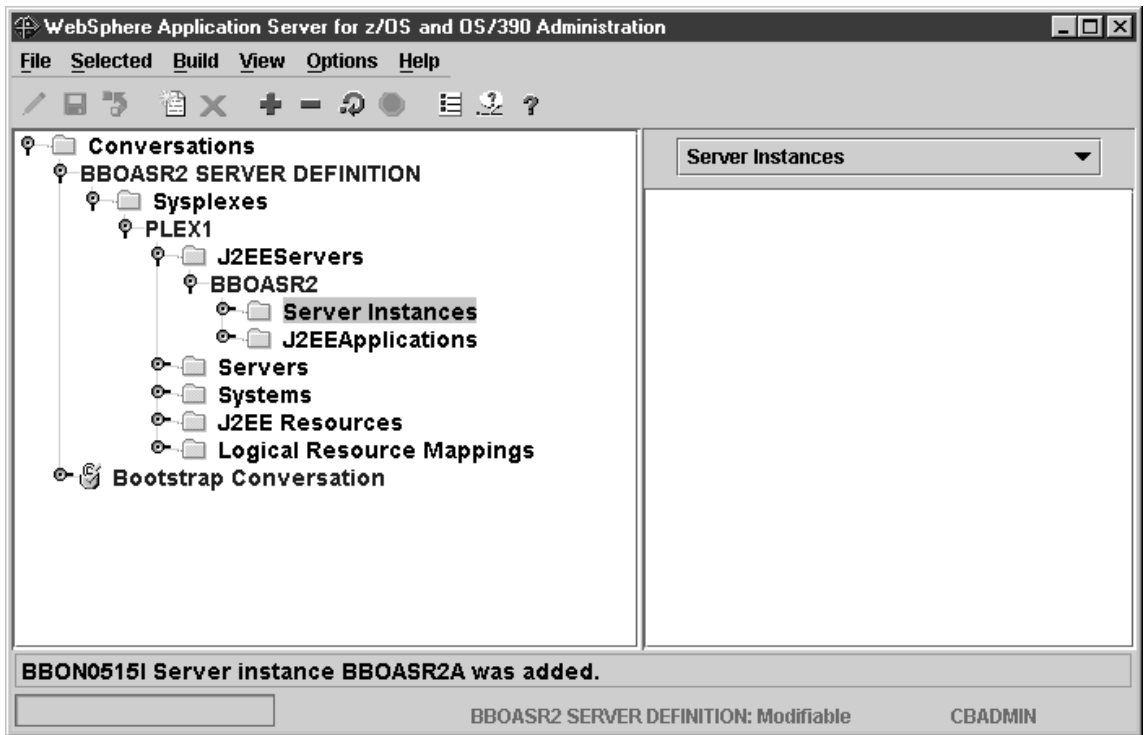 WebSphere Application Server for z/OS and OS/390 Administration
File Selected Build View Options Help
Conversations
BBOASR2 SERVER DEFINITION
Sysplexes
PLEX1
J2EEServers
BBOASR2
Server Instances
J2EEApplications
Servers
Systems
J2EE Resources
Logical Resource Mappings
Bootstrap Conversation
Server Instances
BBON0515I Server instance BBOASR2A was added.
BBOASR2 SERVER DEFINITION: Modifiable CBADMIN